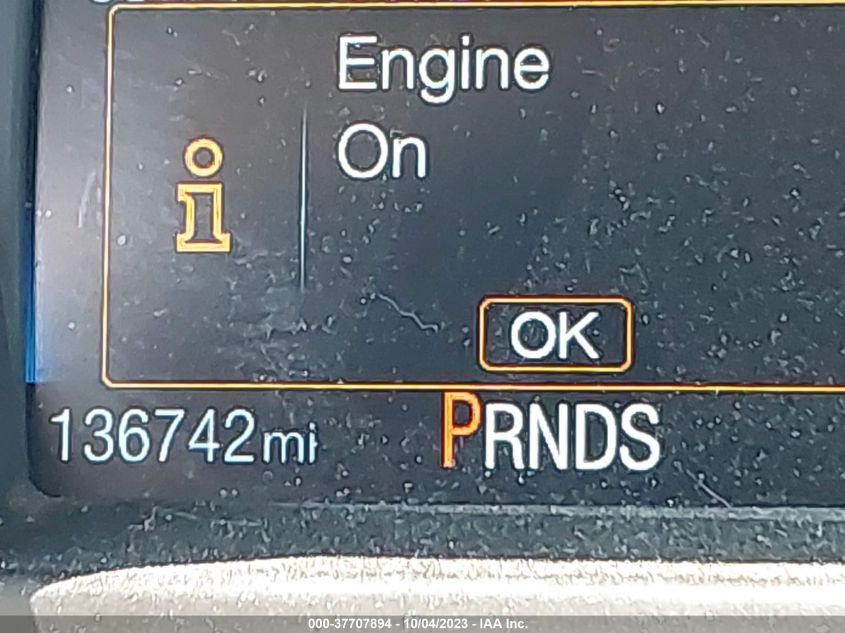 Engine
On
OK
136742mi PRNDS
000-37707894 - 10/04/2023 - IAA Inc.